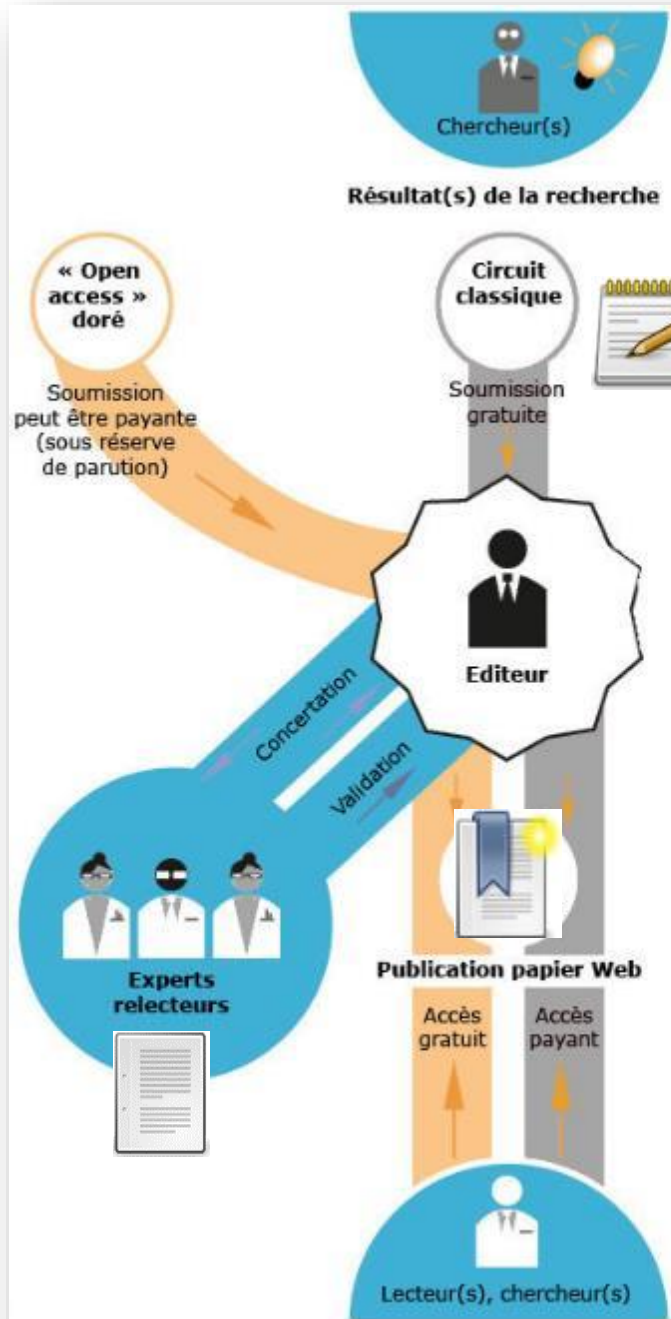 Chercheur(s)
Résultat(s) de la recherche
« Open
access »
doré
Circuit
classique
Soumission
peut être payante
(sous réserve
de parution)
Soumission
gratuite
Editeur
Concertation
Validation
Experts
relecteurs
Publication papier Web
Accès
gratuit
Accès
payant
Lecteur(s), chercheur(s)